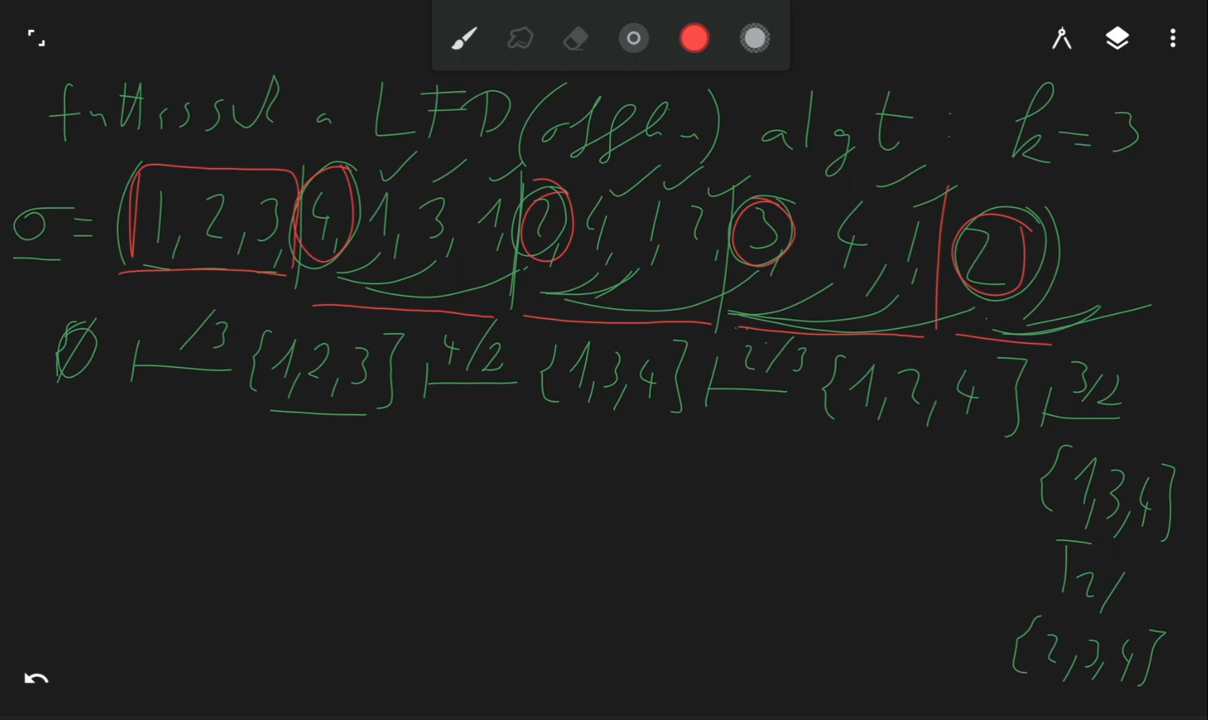 futtassuk a LFD(offline) algt: k=3
σ = (1, 2, 3, 4, 1, 3, 1, 2, 4, 1, 2, 3, 4, 1, 2)
∅ ⊢ /3 {1,2,3} ⊢ 4/2 {1,3,4} ⊢ 2/3 {1,2,4} ⊢ 3/2
{1,3,4}
⊤ 2/
{2,3,4}